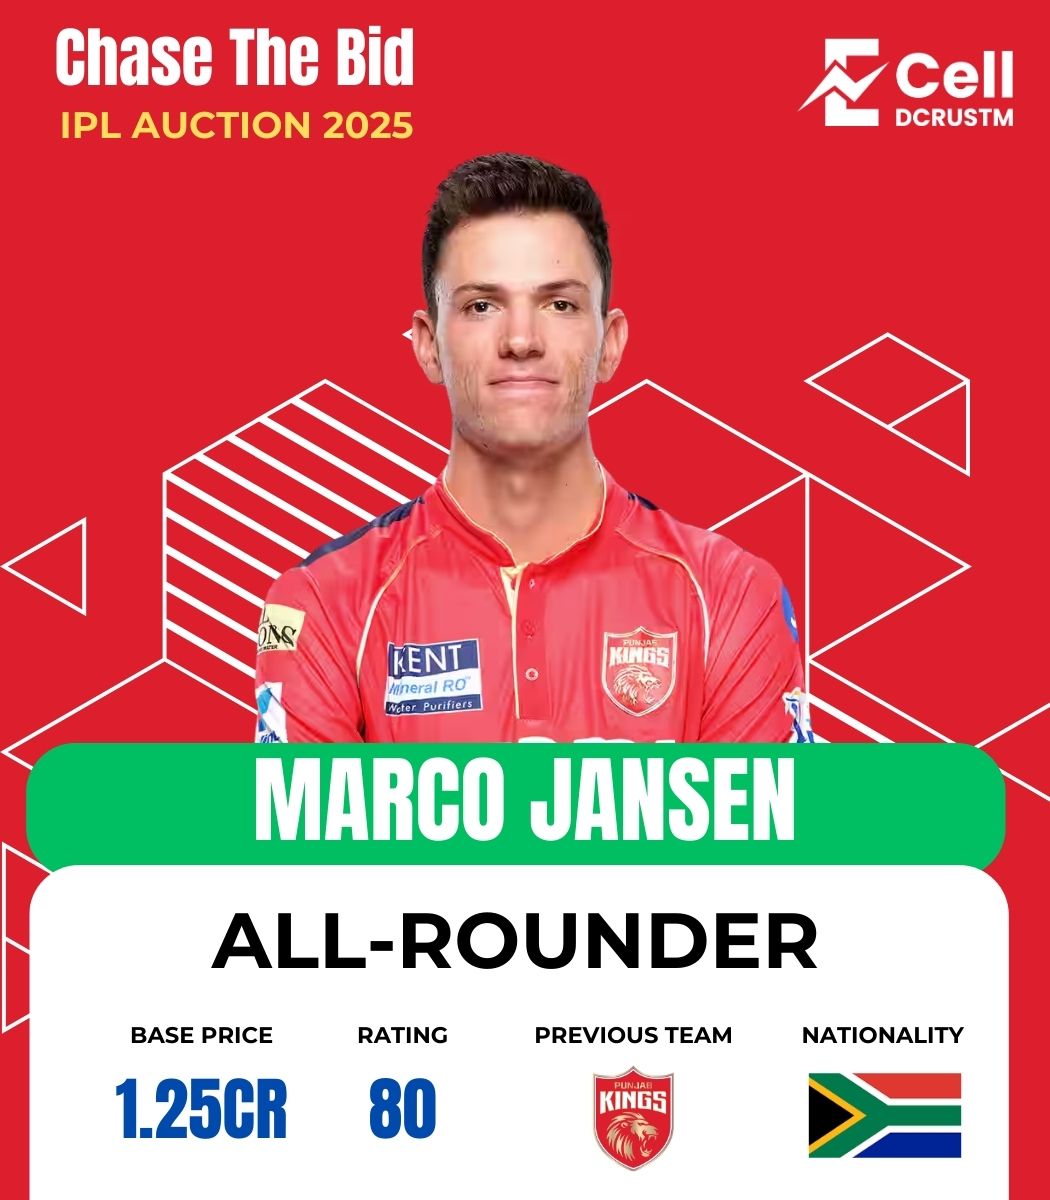 Chase The Bid
IPL AUCTION 2025
Cell
DCRUSTM
KENT
Mineral RO
Water Purifiers
PUNJAB
KINGS
MARCO JANSEN
ALL-ROUNDER
BASE PRICE
RATING
PREVIOUS TEAM
NATIONALITY
1.25CR
80
PUNJAB
KINGS